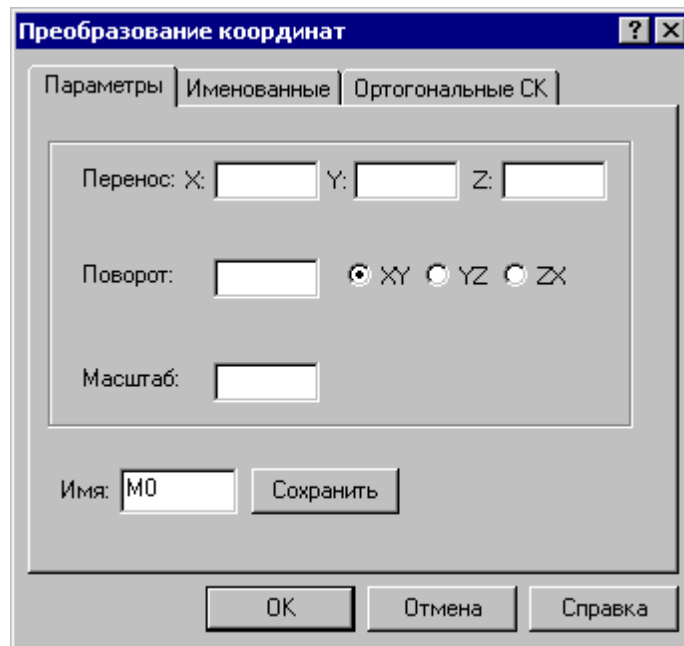 Преобразование координат
Параметры Именованные Ортогональные СК
Перенос: X: Y: Z:
Поворот: XY YZ ZX
Масштаб:
Имя: M0 Сохранить
OK Отмена Справка